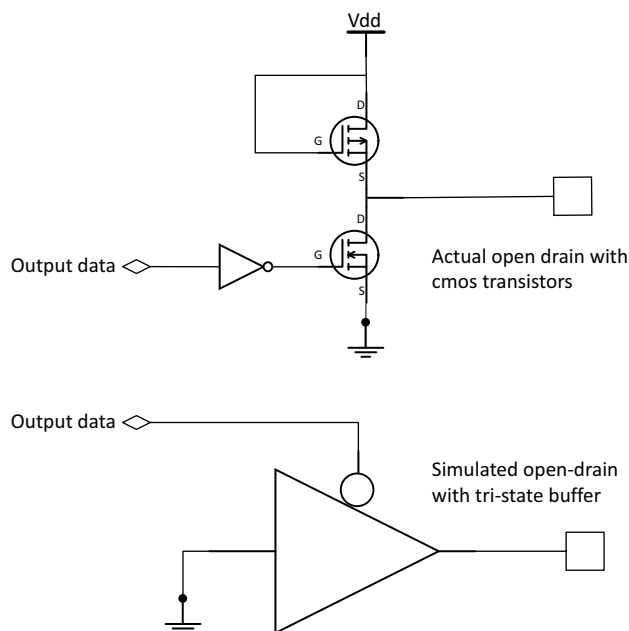 Vdd
D
G
S
D
Output data
G
Actual open drain with
cmos transistors
S
Output data
Simulated open-drain
with tri-state buffer